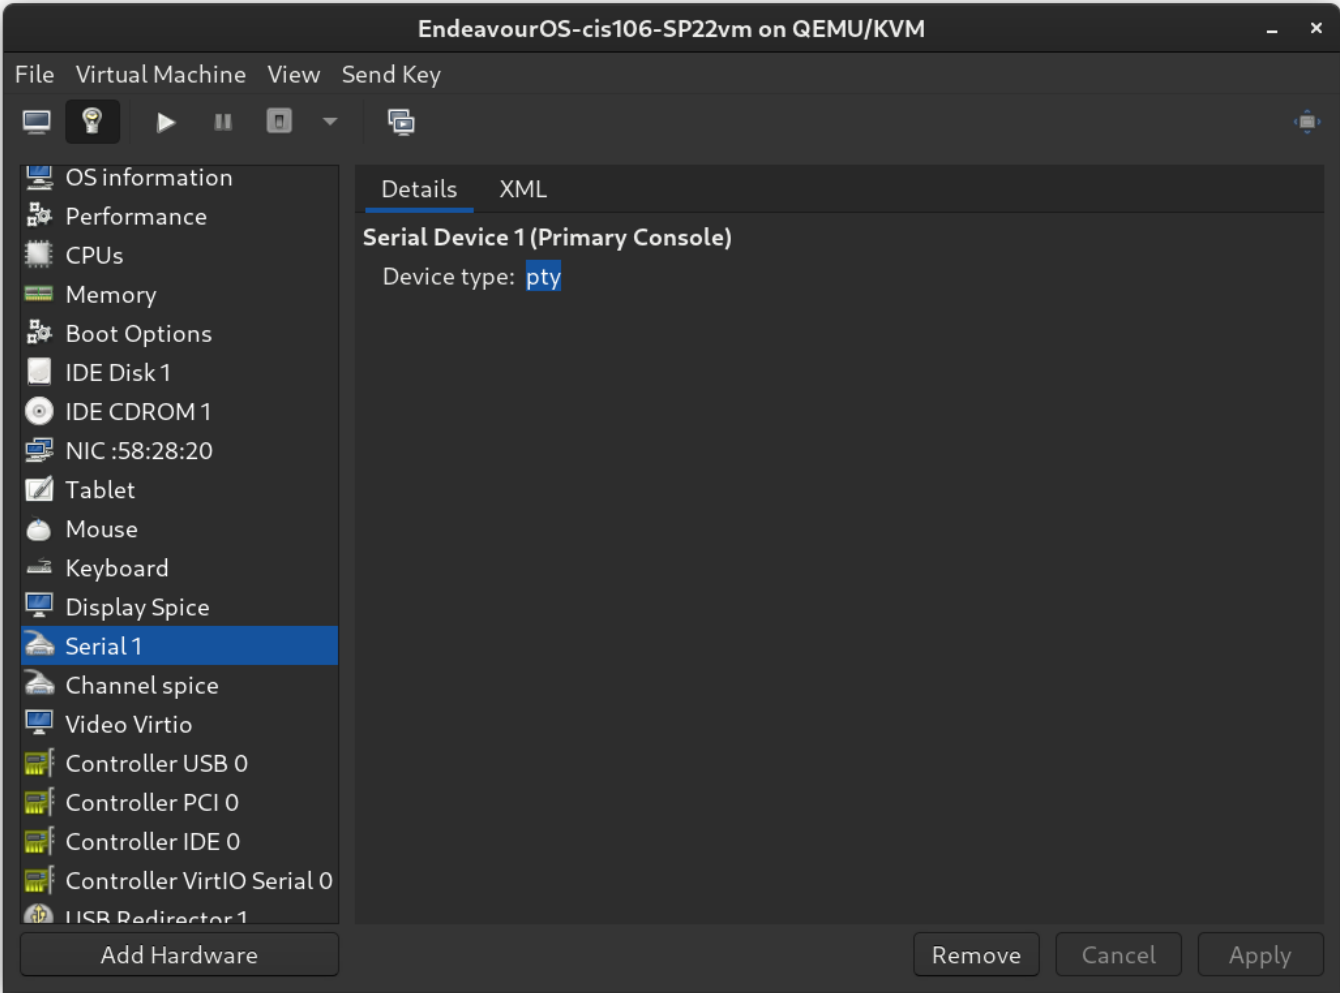 EndeavourOS-cis106-SP22vm on QEMU/KVM
File Virtual Machine View Send Key
OS information
Performance
CPUs
Memory
Boot Options
IDE Disk 1
IDE CDROM 1
NIC :58:28:20
Tablet
Mouse
Keyboard
Display Spice
Serial 1
Channel spice
Video Virtio
Controller USB 0
Controller PCI 0
Controller IDE 0
Controller VirtIO Serial 0
USB Redirector 1
Add Hardware
Details XML
Serial Device 1 (Primary Console)
Device type: pty
Remove Cancel Apply